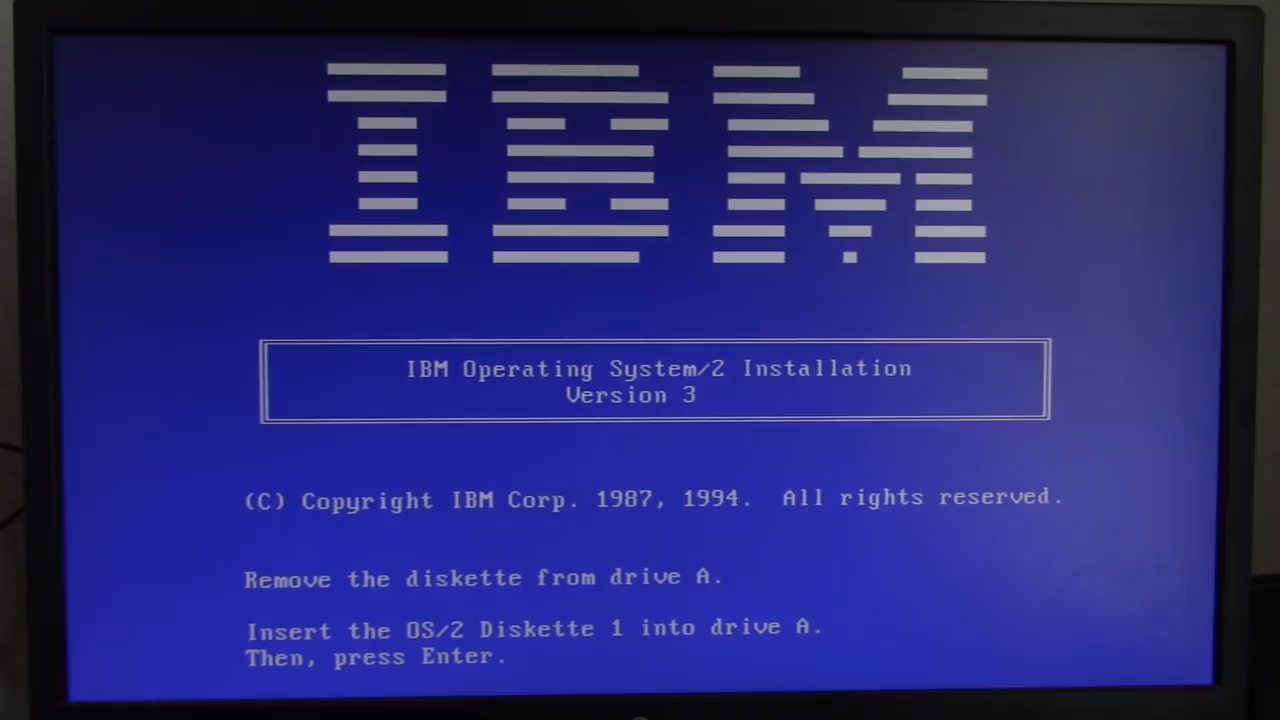 IBM
IBM Operating System/2 Installation
Version 3
(C) Copyright IBM Corp. 1987, 1994.  All rights reserved.
Remove the diskette from drive A.
Insert the OS/2 Diskette 1 into drive A.
Then, press Enter.